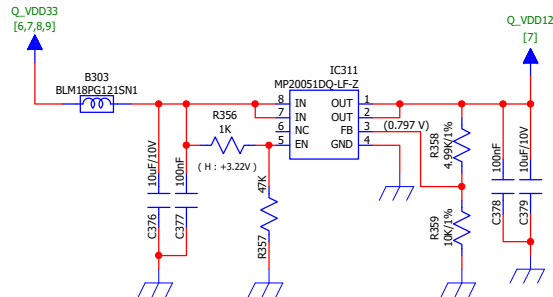 Q_VDD33
[6,7,8,9]
Q_VDD12
[7]
B303
BLM18PG121SN1
IC311
MP20051DQ-LF-Z
8 IN OUT 1
7 IN OUT 2
6 NC FB 3
5 EN GND 4
(0.797 V)
R356
1K
( H : +3.22V )
10uF/10V
C376
100nF
C377
47K
R357
R358
4.99K/1%
R359
10K/1%
100nF
C378
10uF/10V
C379